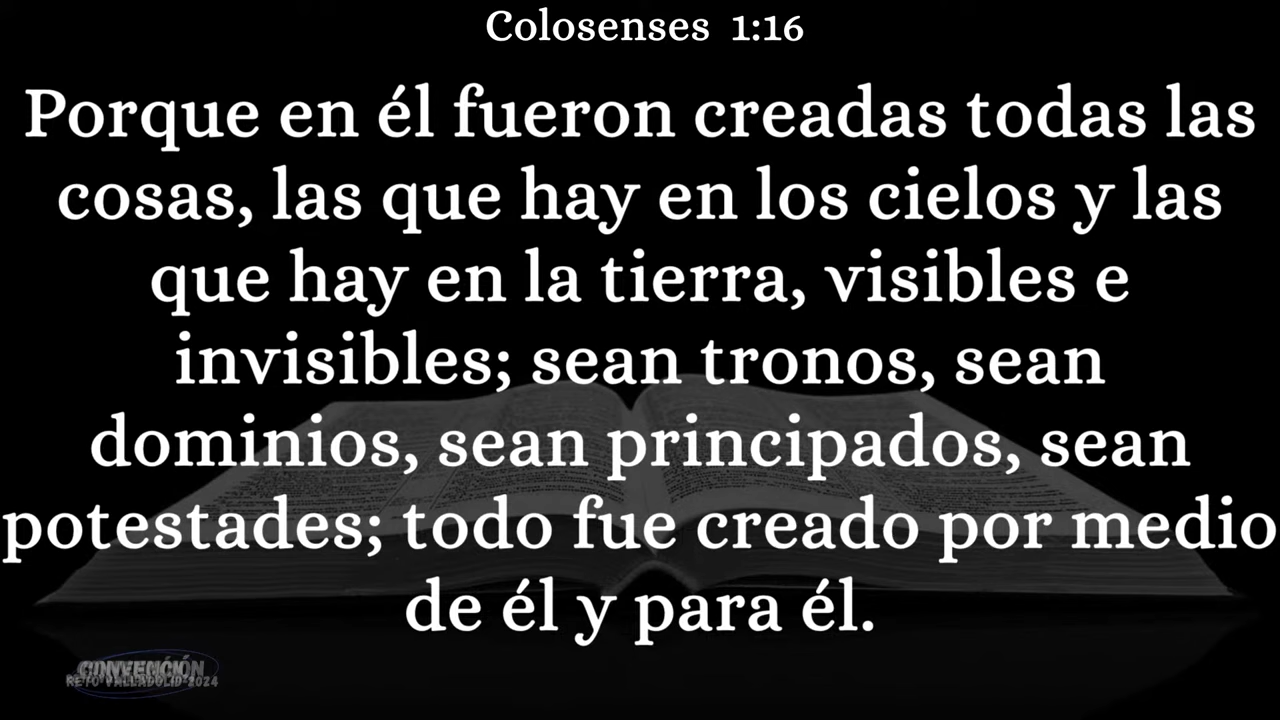 Colosenses 1:16
Porque en él fueron creadas todas las
cosas, las que hay en los cielos y las
que hay en la tierra, visibles e
invisibles; sean tronos, sean
dominios, sean principados, sean
potestades; todo fue creado por medio
de él y para él.
CONVENCIÓN
RETO VALLADOLID 2024